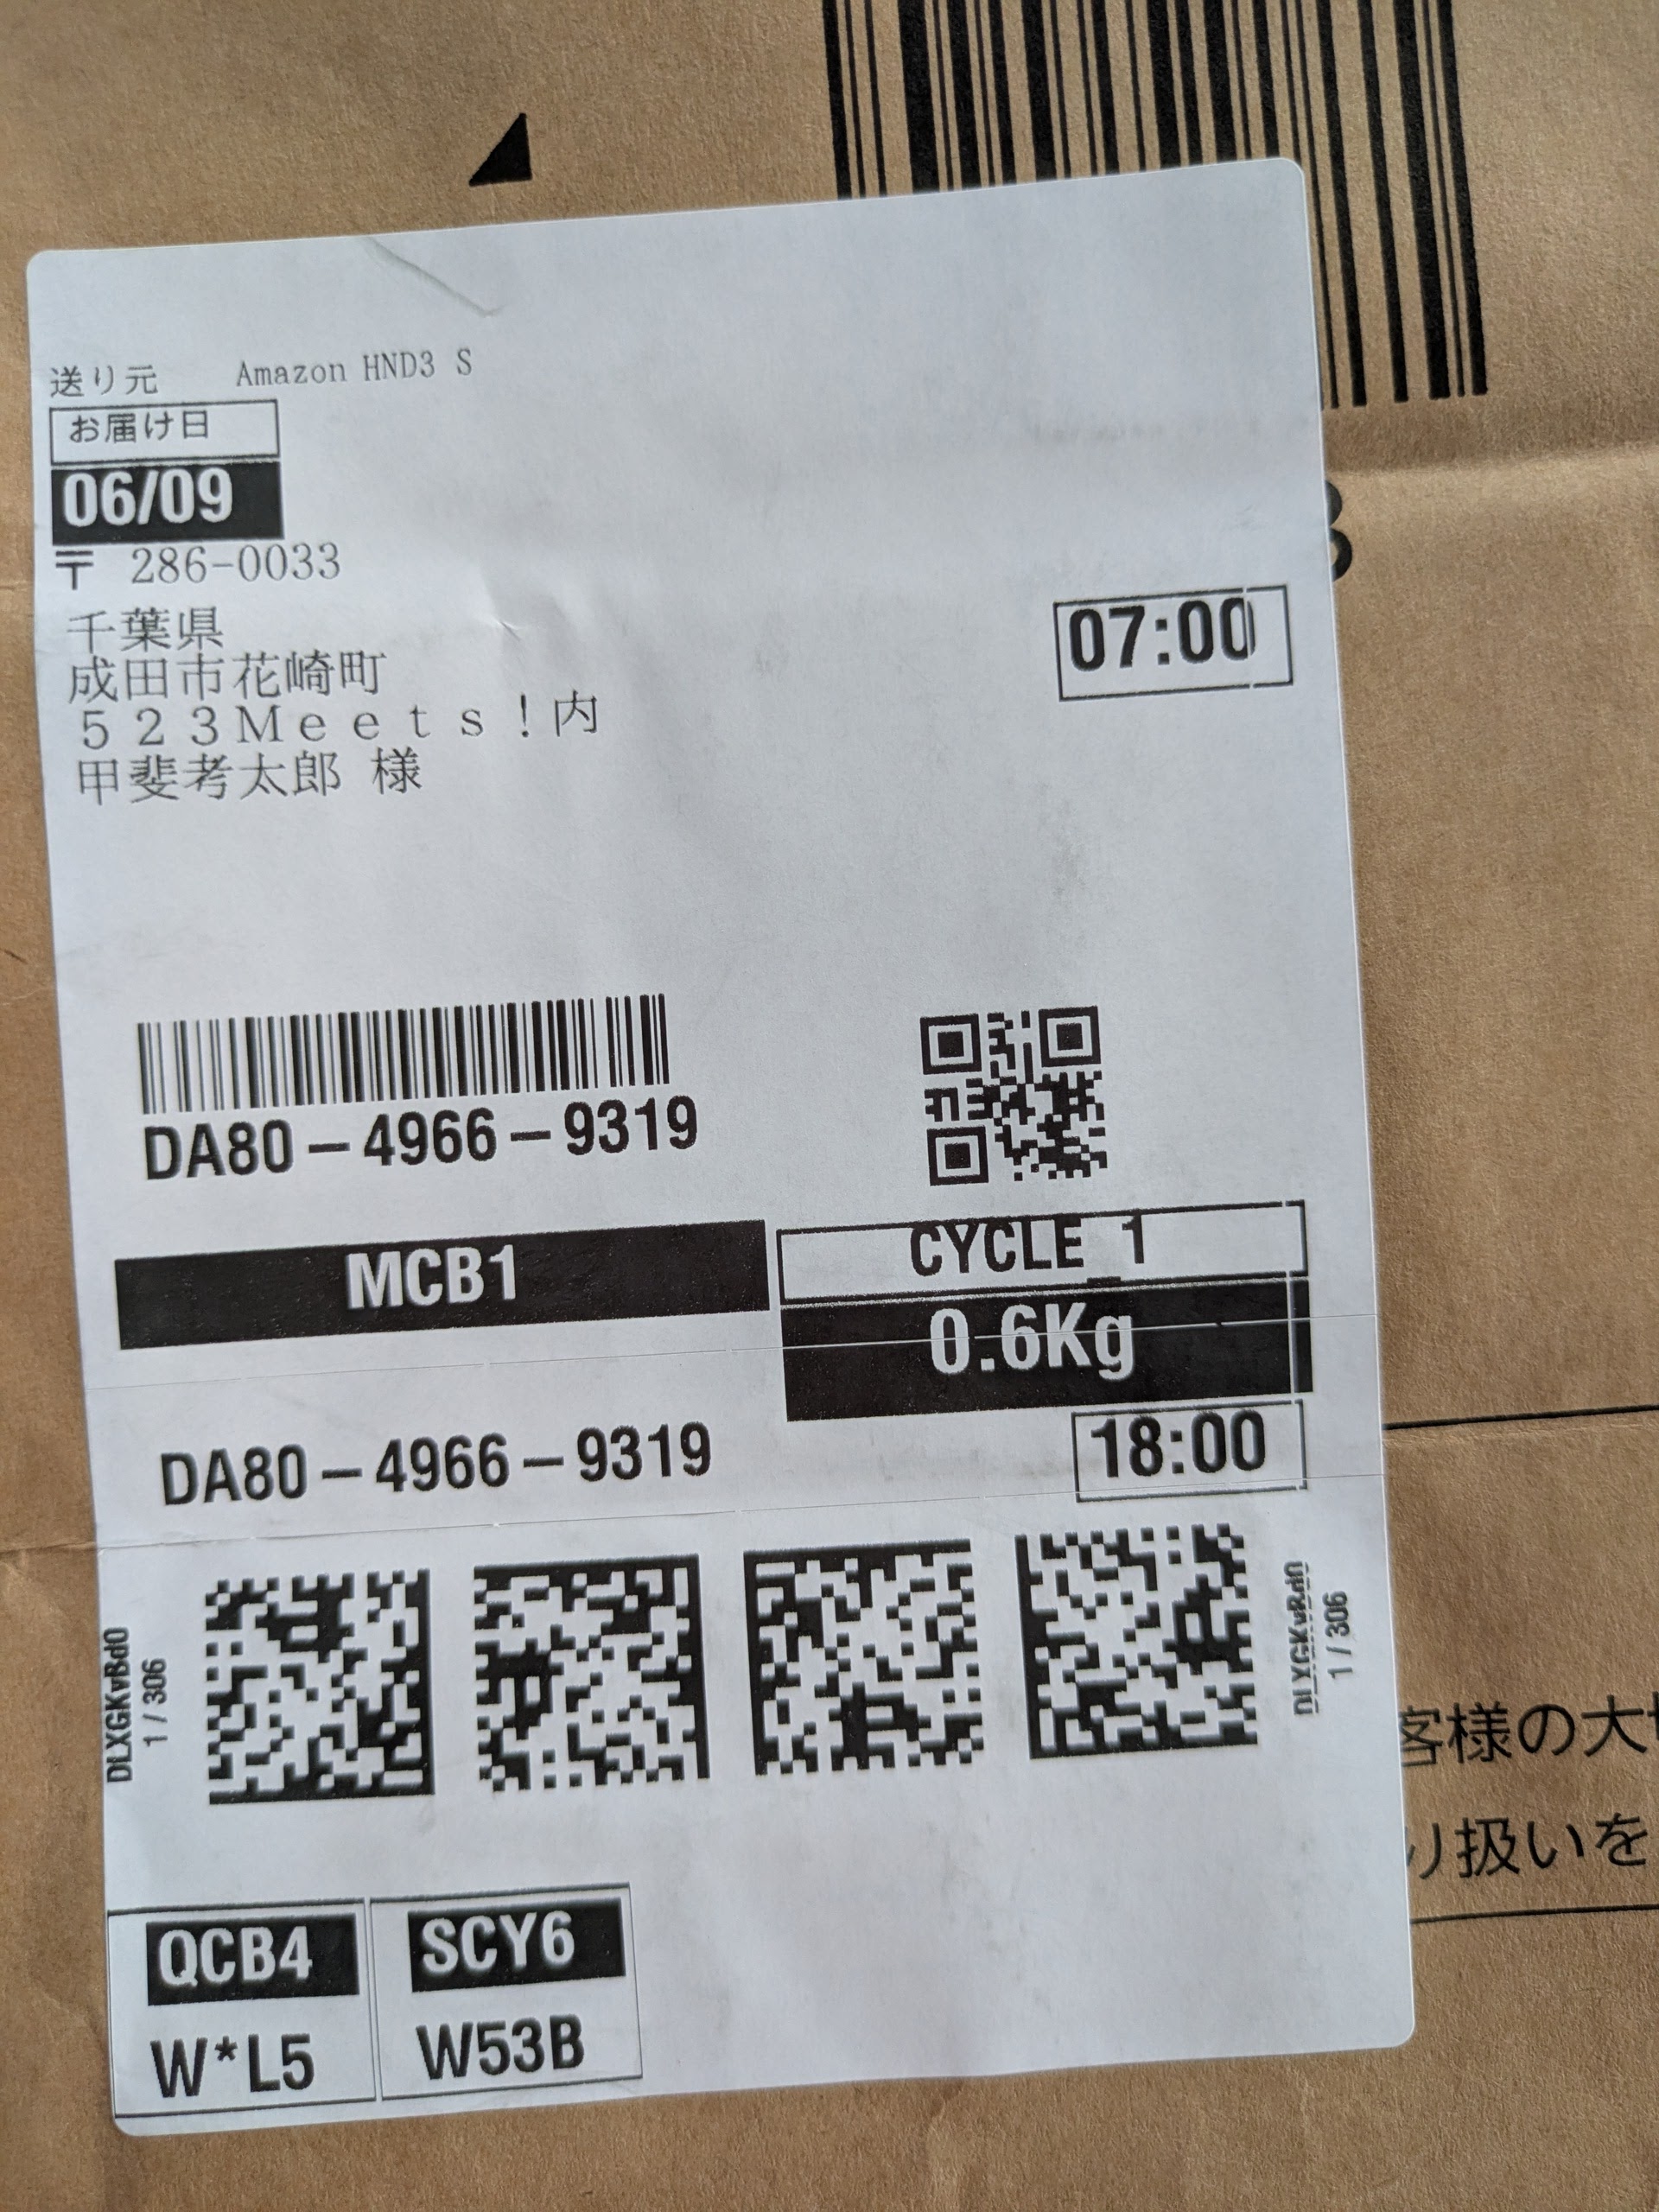 送り元 Amazon HND3 S
お届け日
06/09
〒 286-0033
千葉県
成田市花崎町
523Meets!内
甲斐考太郎 様
07:00
DA80-4966-9319
MCB1
CYCLE 1
0.6Kg
DA80-4966-9319
18:00
DLXGKvBd0
1 / 306
DLXGKvBd0
1 / 306
客様の大
り扱いを
QCB4
SCY6
W*L5
W53B